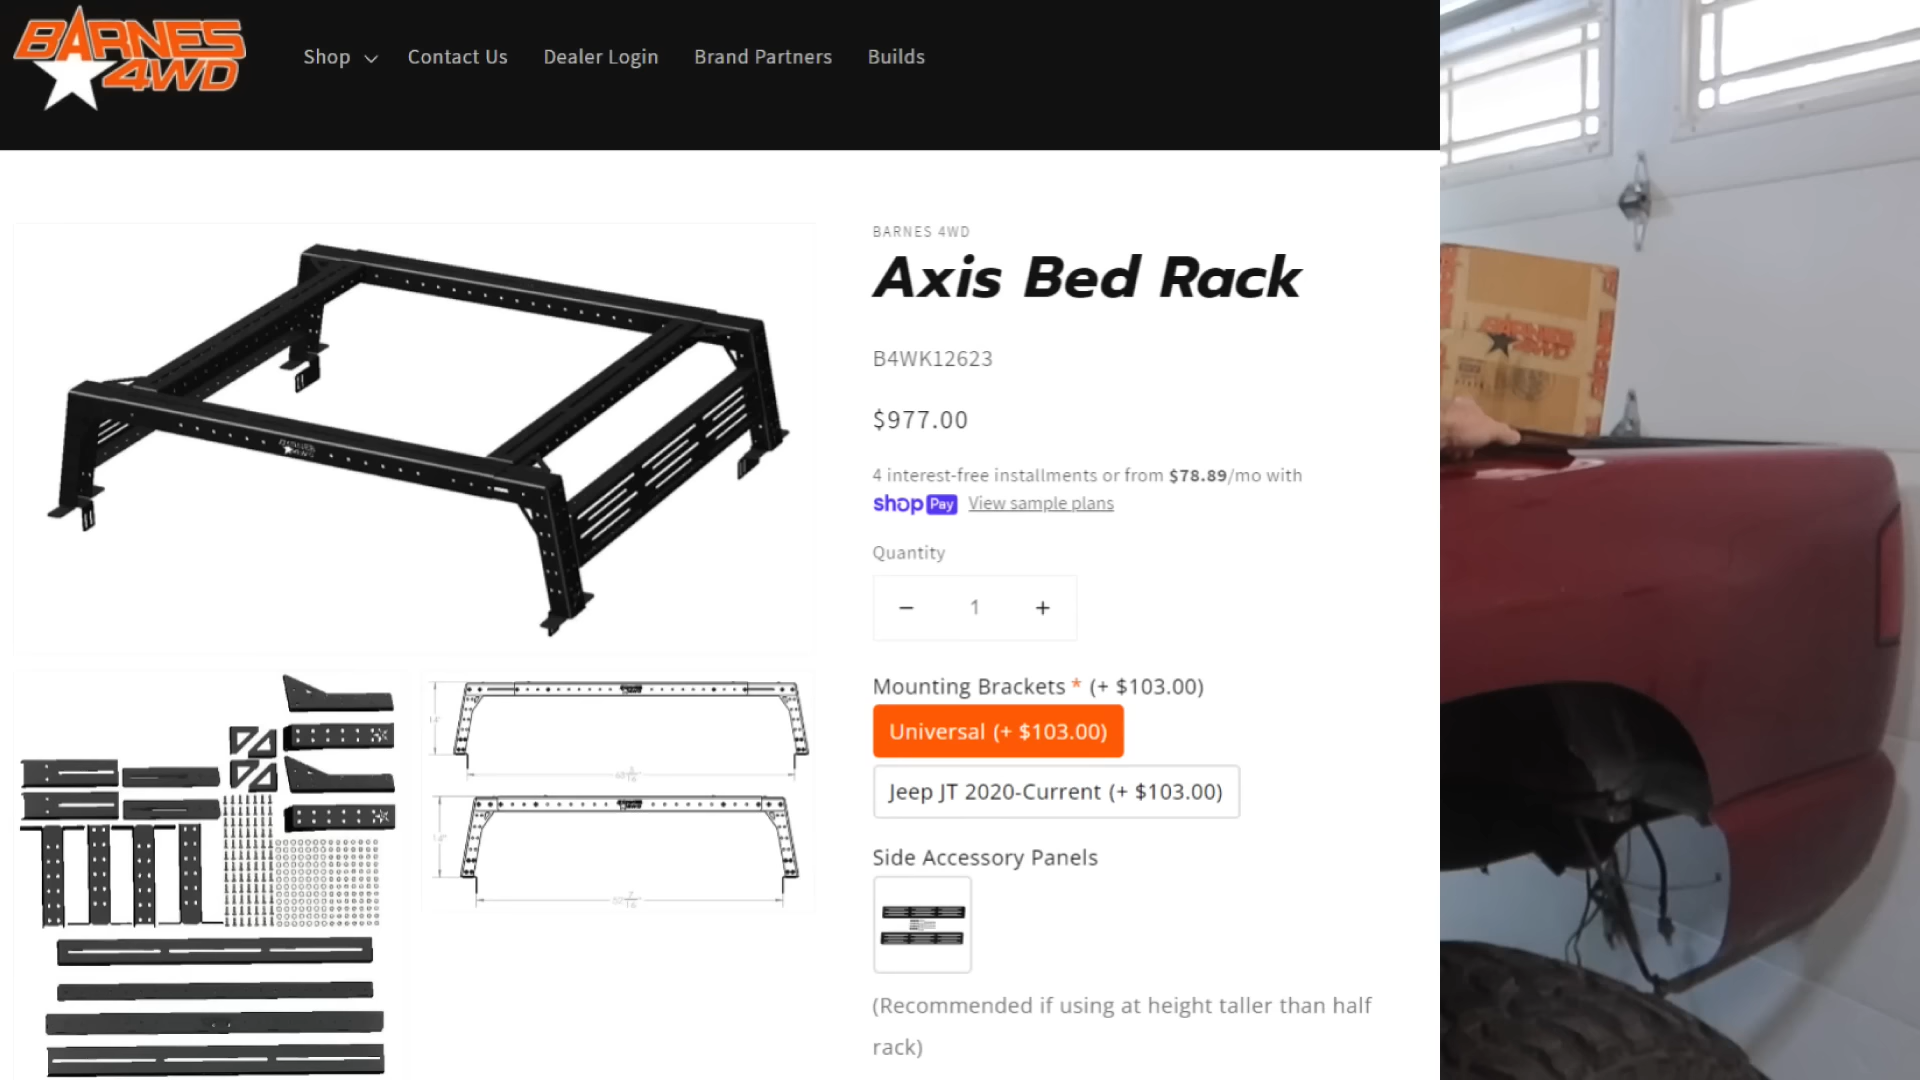 BARNES
4WD
Shop
Contact Us
Dealer Login
Brand Partners
Builds
BARNES 4WD
Axis Bed Rack
B4WK12623
$977.00
4 interest-free installments or from $78.89/mo with
shop Pay View sample plans
Quantity
− 1 +
Mounting Brackets * (+ $103.00)
Universal (+ $103.00)
Jeep JT 2020-Current (+ $103.00)
Side Accessory Panels
(Recommended if using at height taller than half
rack)
BARNES
4WD